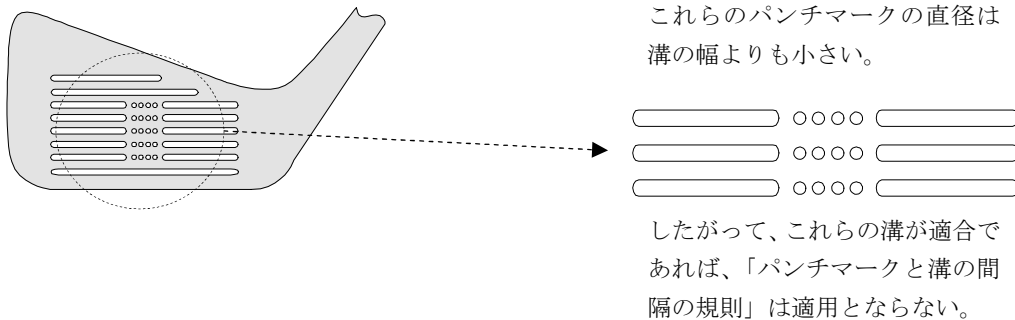 これらのパンチマークの直径は
溝の幅よりも小さい。
したがって、これらの溝が適合で
あれば、「パンチマークと溝の間
隔の規則」は適用とならない。